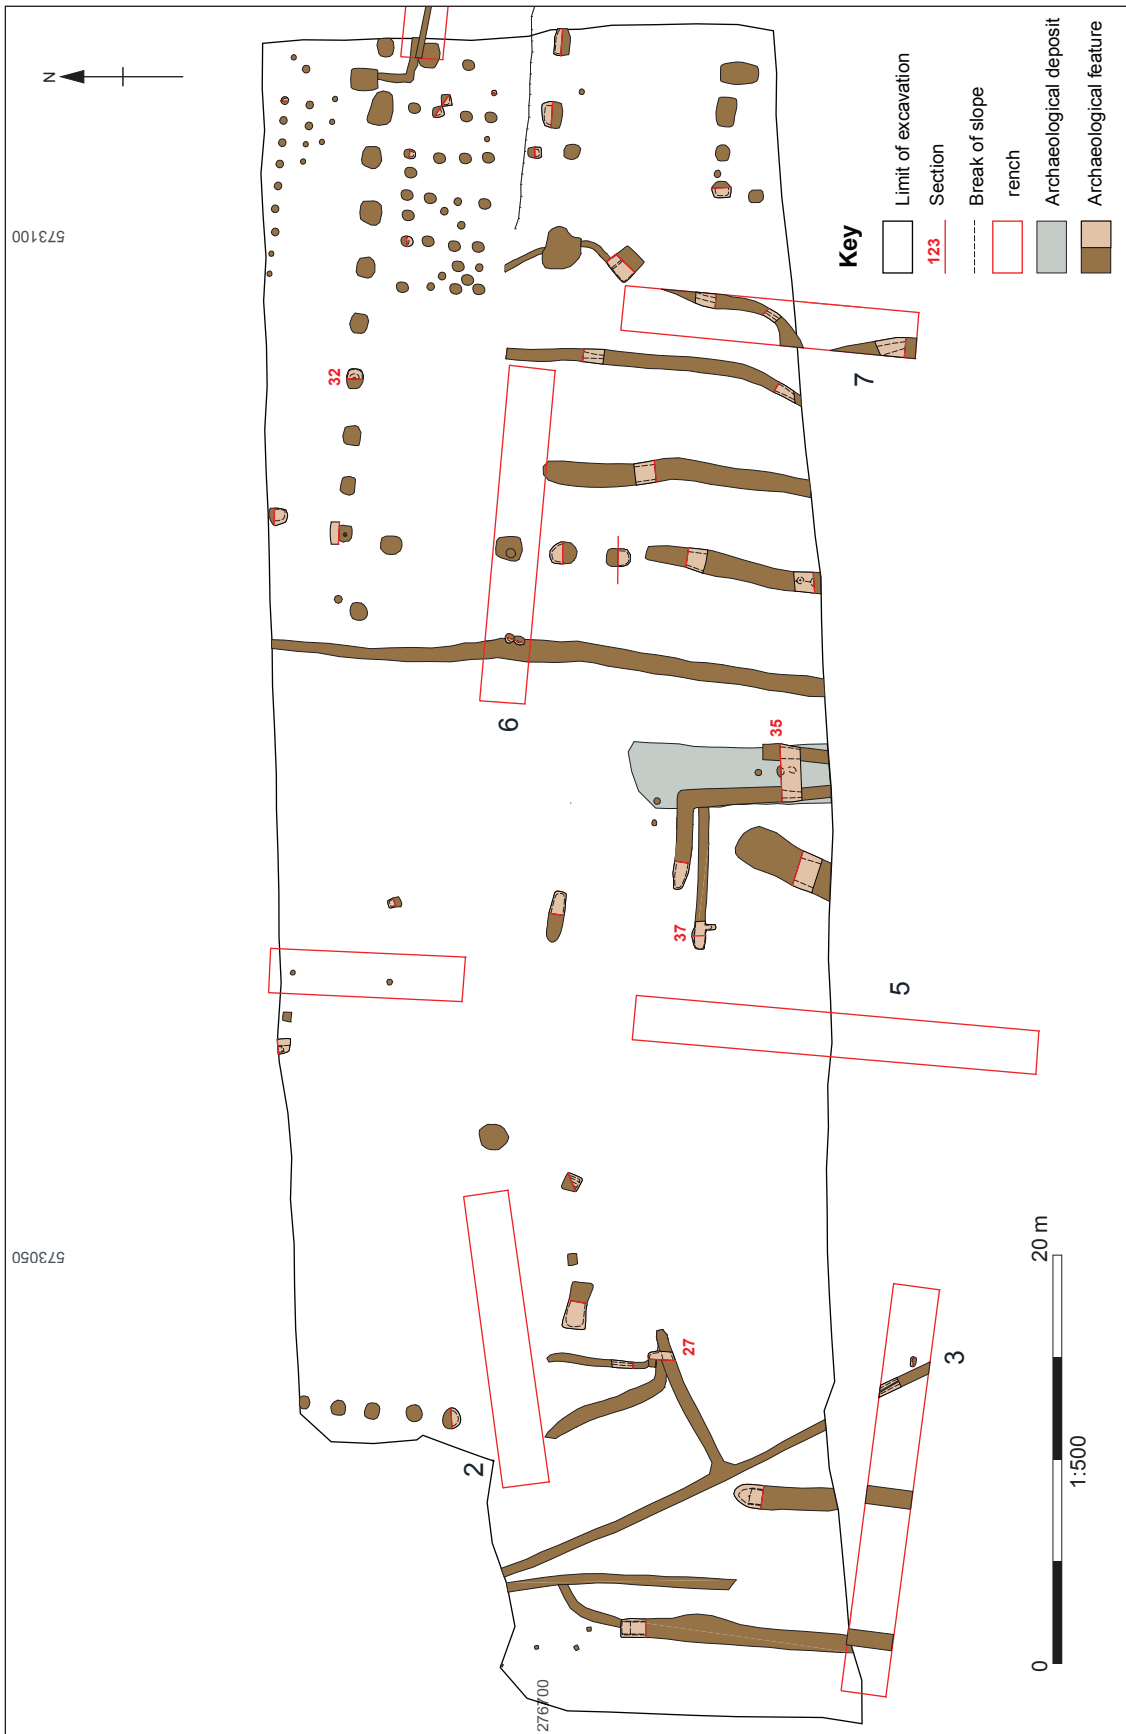 N
573100
573050
276700
32
6
7
35
37
5
27
2
3
Key
Limit of excavation
123
Section
Break of slope
rench
Archaeological deposit
Archaeological feature
0
20 m
1:500